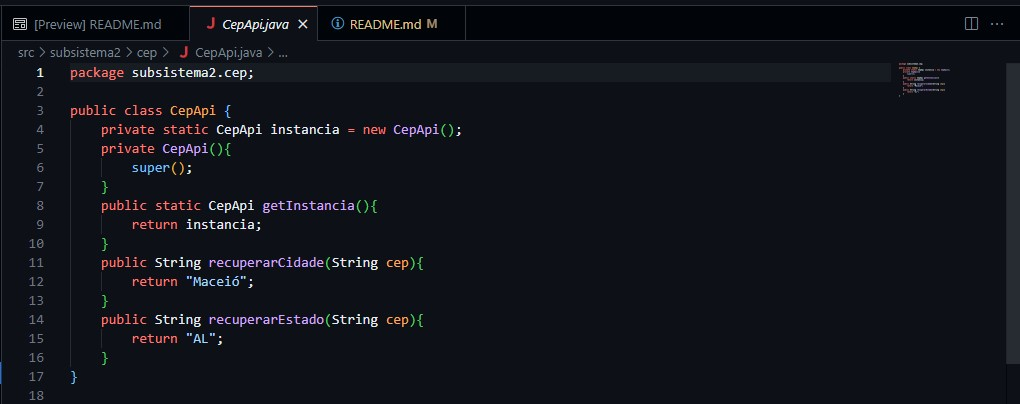 [Preview] README.md
J CepApi.java
README.md M
src > subsistema2 > cep > J CepApi.java > ...
1 package subsistema2.cep;
2
3 public class CepApi {
4 private static CepApi instancia = new CepApi();
5 private CepApi(){
6 super();
7 }
8 public static CepApi getInstancia(){
9 return instancia;
10 }
11 public String recuperarCidade(String cep){
12 return "Maceió";
13 }
14 public String recuperarEstado(String cep){
15 return "AL";
16 }
17 }
18